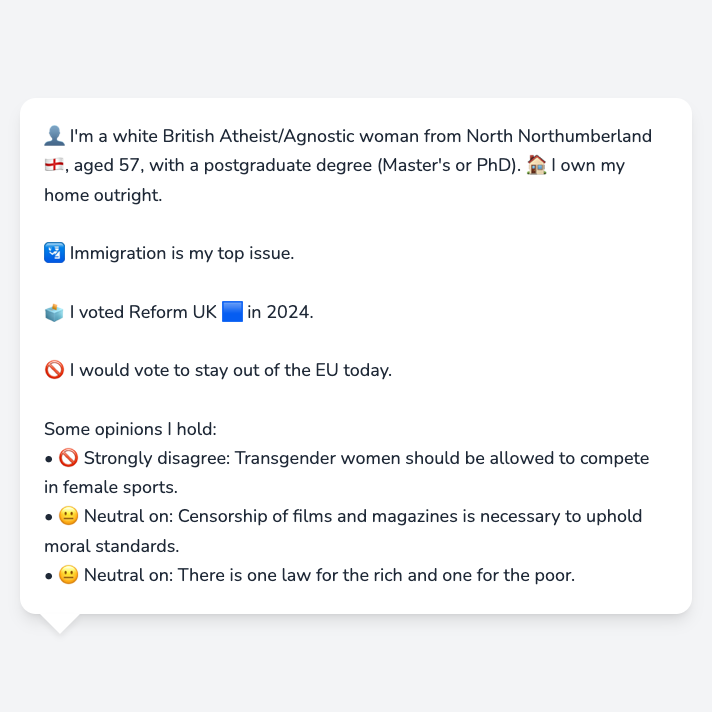 👤 I'm a white British Atheist/Agnostic woman from North Northumberland
🏴󠁧󠁢󠁥󠁮󠁧󠁿, aged 57, with a postgraduate degree (Master's or PhD). 🏠 I own my
home outright.
🛂 Immigration is my top issue.
🗳️ I voted Reform UK 🟦 in 2024.
🚫 I would vote to stay out of the EU today.
Some opinions I hold:
• 🚫 Strongly disagree: Transgender women should be allowed to compete
in female sports.
• 😐 Neutral on: Censorship of films and magazines is necessary to uphold
moral standards.
• 😐 Neutral on: There is one law for the rich and one for the poor.